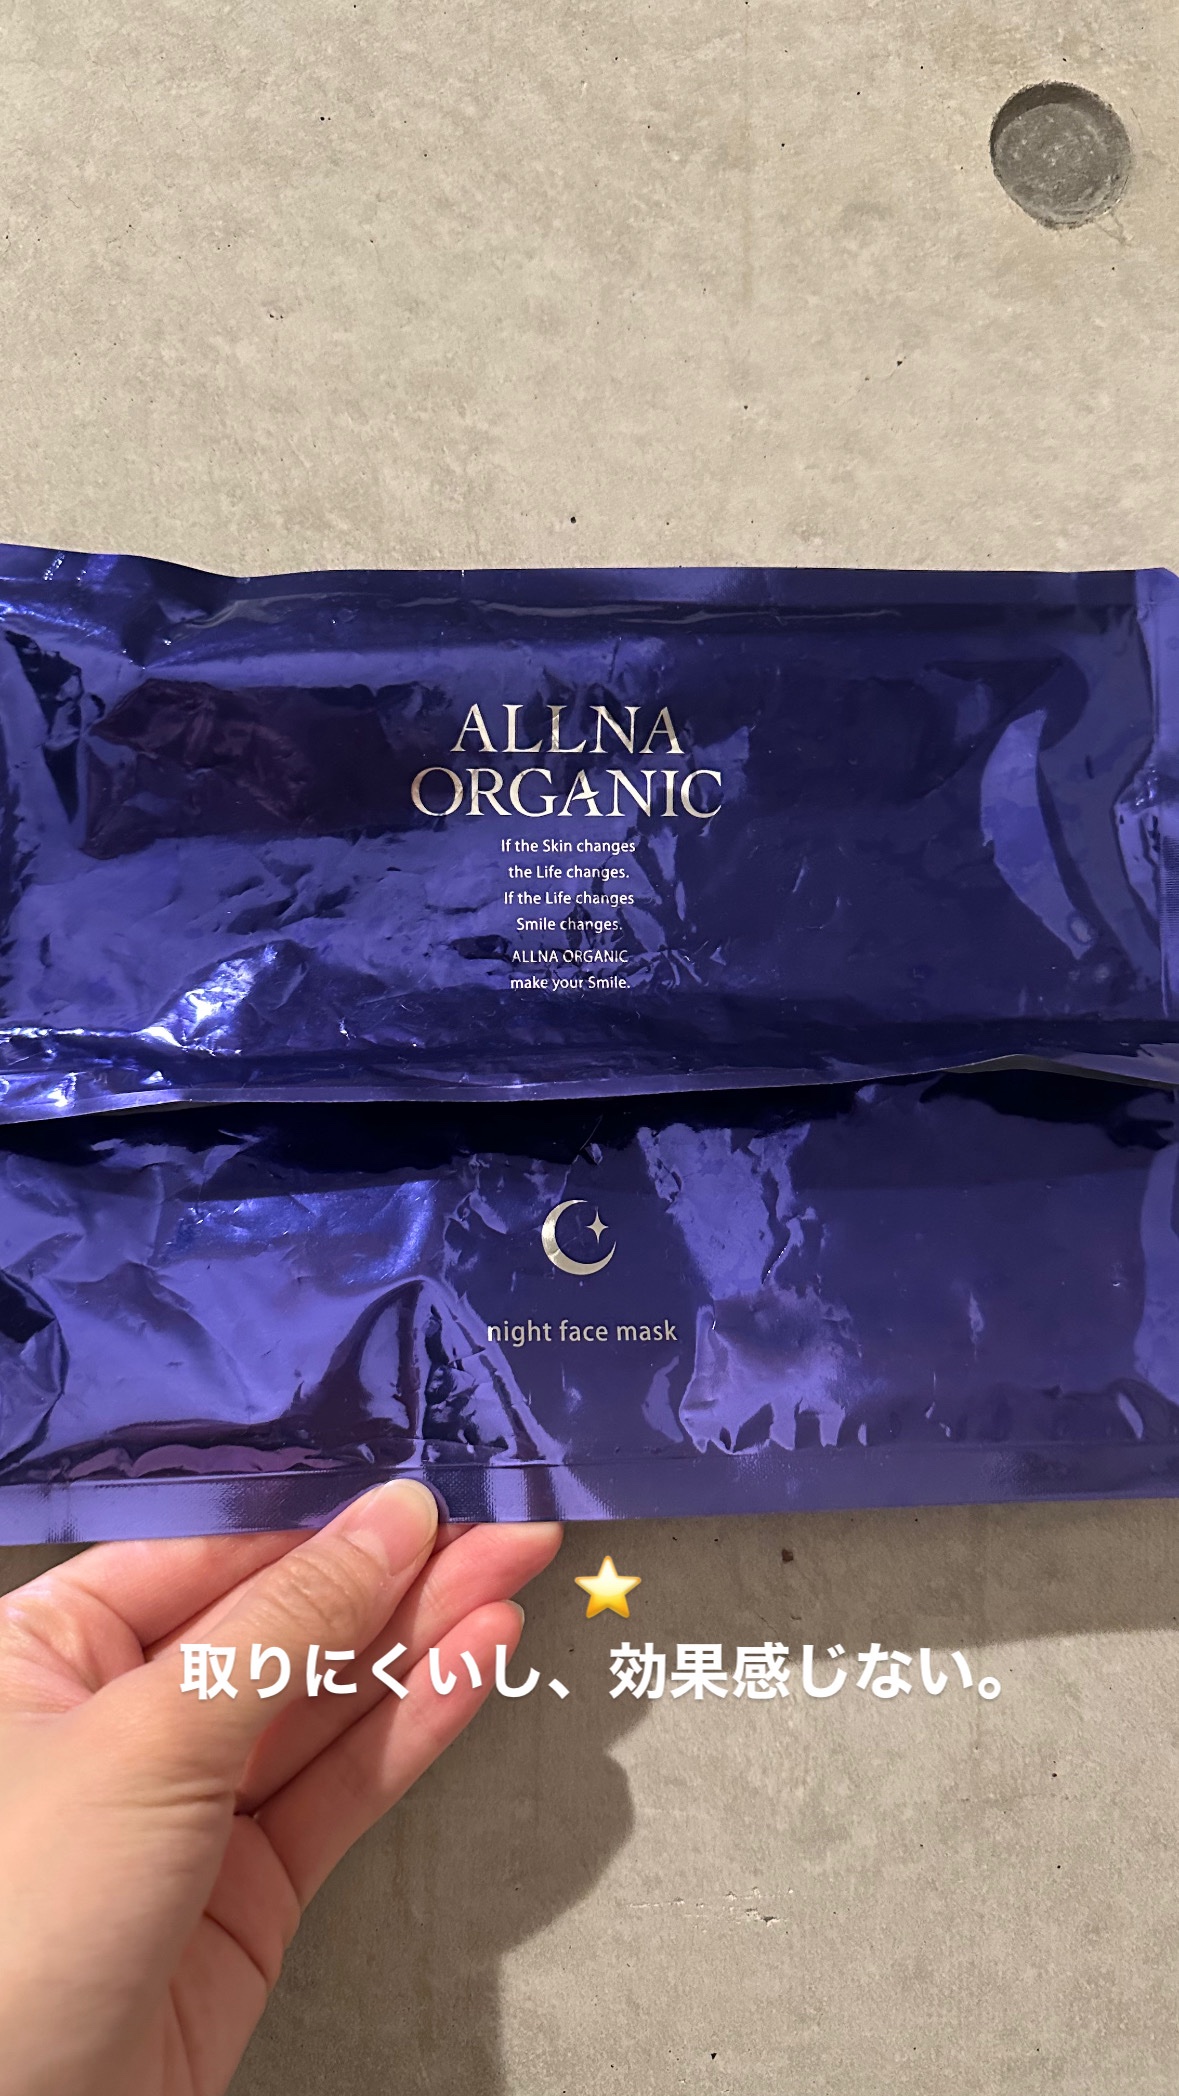 ALLNA
ORGANIC
If the Skin changes
the Life changes.
If the Life changes
Smile changes.
ALLNA ORGANIC
make your Smile.
night face mask
⭐
取りにくいし、効果感じない。